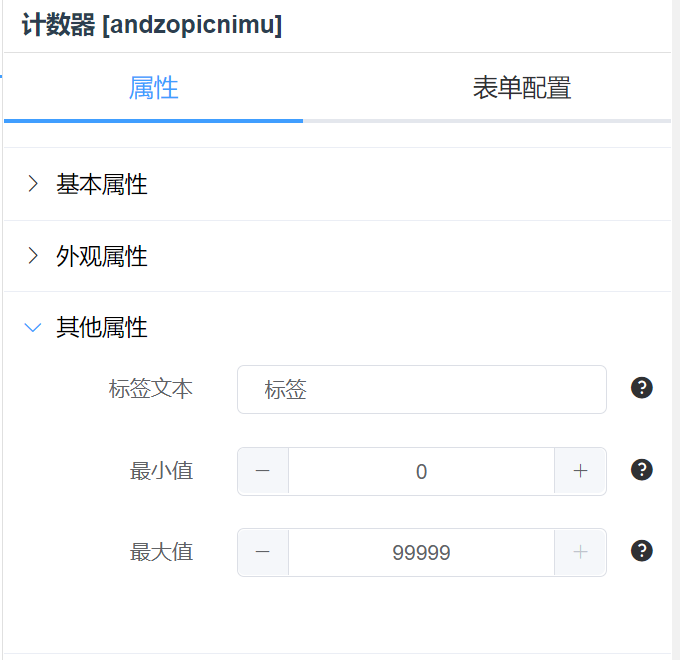 计数器 [andzopicnimu]
属性 表单配置
基本属性
外观属性
其他属性
标签文本 标签
最小值 0
最大值 99999